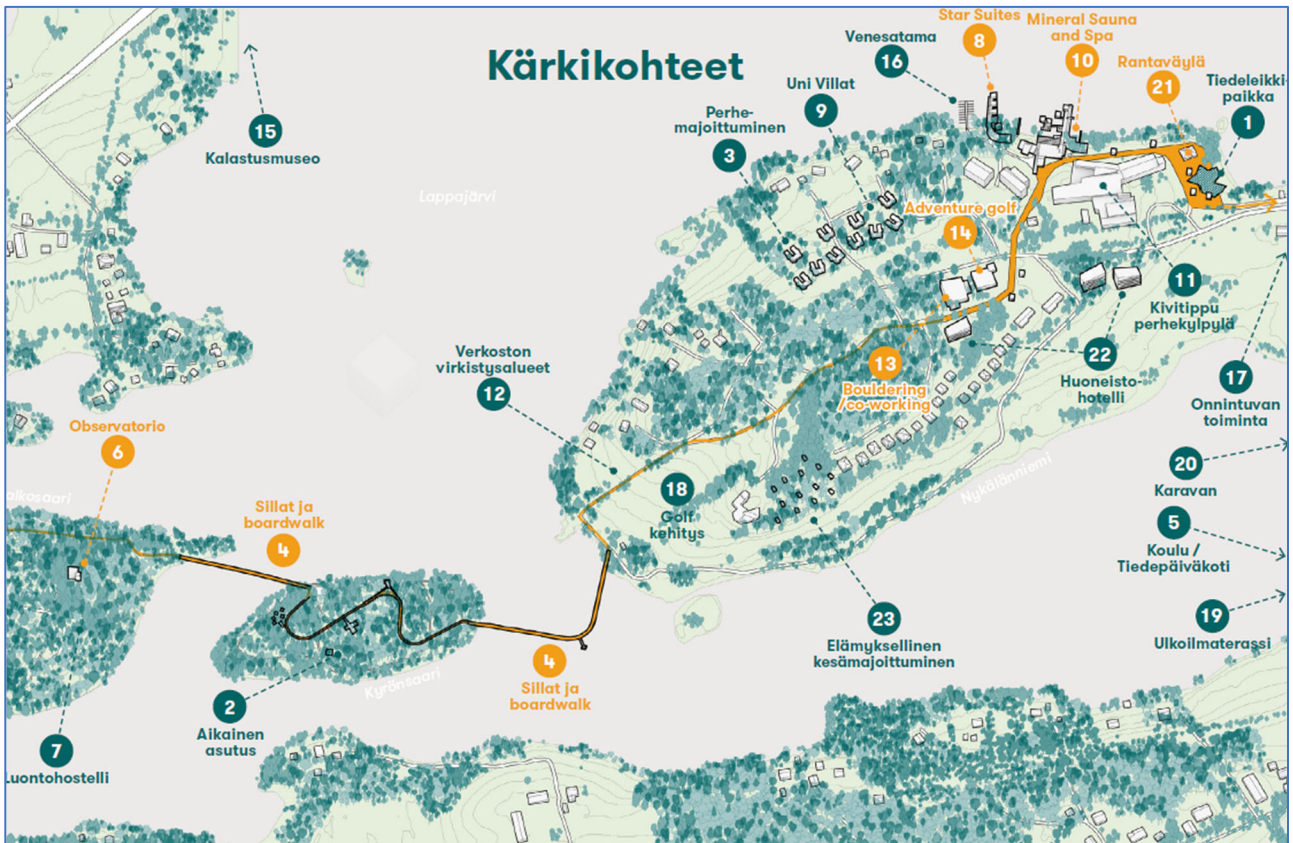 Kärkikohteet
Star Suites
8
Mineral Sauna
and Spa
10
Venesatama
16
Rantaväylä
21
Tiedeleikki-
paikka
1
Uni Villat
9
Perhe-
majoittuminen
3
15
Kalastusmuseo
Lappajärvi
Adventure golf
14
11
Kivitippu
perhekylpylä
Verkoston
virkistysalueet
12
13
Bouldering
/co-working
22
Huoneisto-
hotelli
17
Onnintuvan
toiminta
Observatorio
6
20
Karavan
Nykälänniemi
18
Golf
kehitys
Sillat ja
boardwalk
4
5
Koulu /
Tiedepäiväkoti
19
Ulkoilmaterassi
23
Elämyksellinen
kesämajoittuminen
4
Sillat ja
boardwalk
Kyrönsaari
2
Aikainen
asutus
7
Luontohostelli